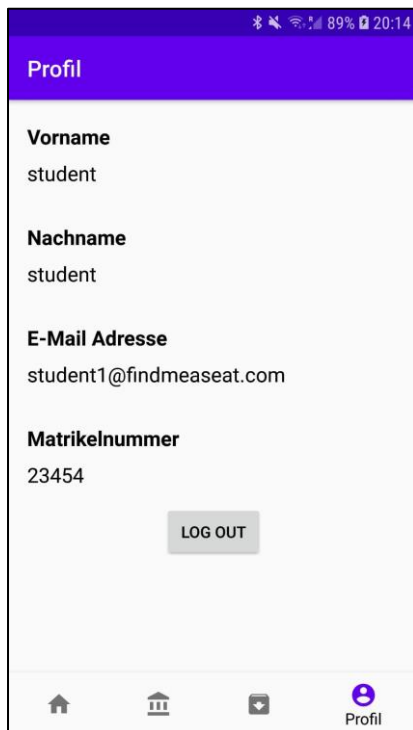 89% 20:14
Profil
Vorname
student
Nachname
student
E-Mail Adresse
student1@findmeaseat.com
Matrikelnummer
23454
LOG OUT
Profil